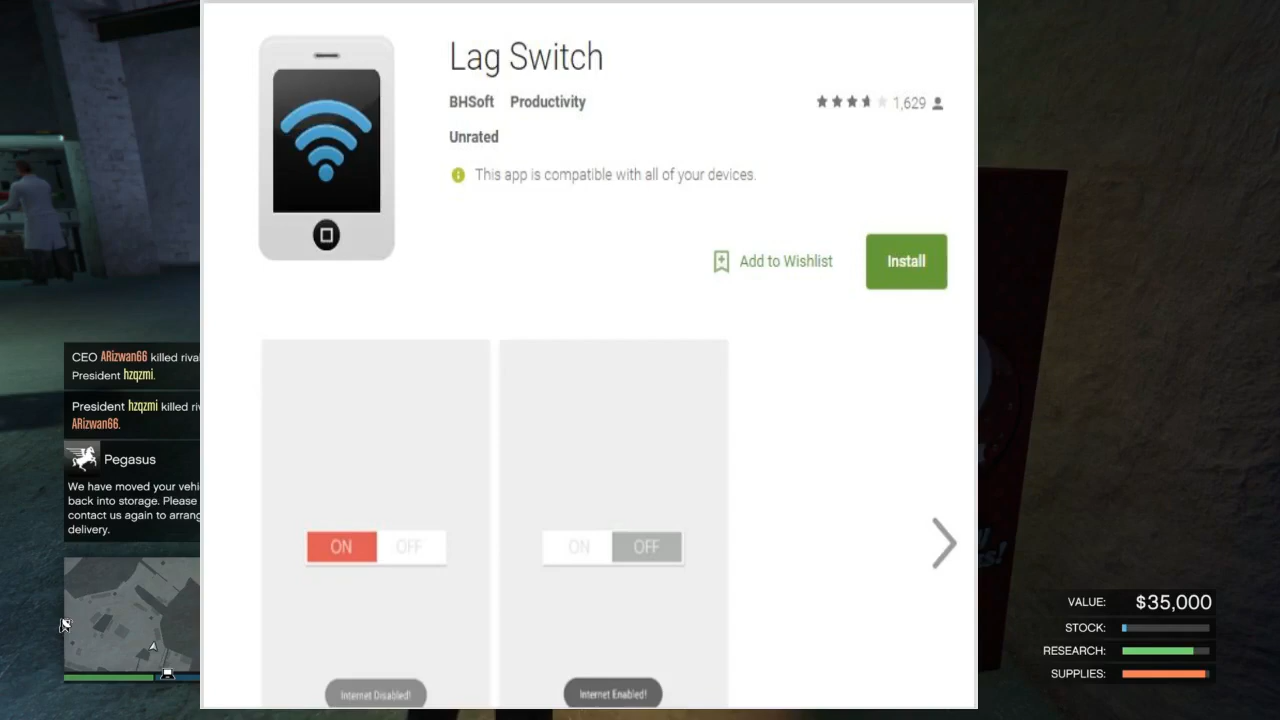 Lag Switch
BHSoft Productivity
1,629
Unrated
This app is compatible with all of your devices.
Add to Wishlist
Install
ON OFF
ON OFF
Internet Disabled!
Internet Enabled!
CEO ARizwan66 killed
President hzqzmi.
President hzqzmi killed
ARizwan66.
Pegasus
We have moved your
back into storage. Please
contact us again to
delivery.
VALUE: $35,000
STOCK:
RESEARCH:
SUPPLIES: